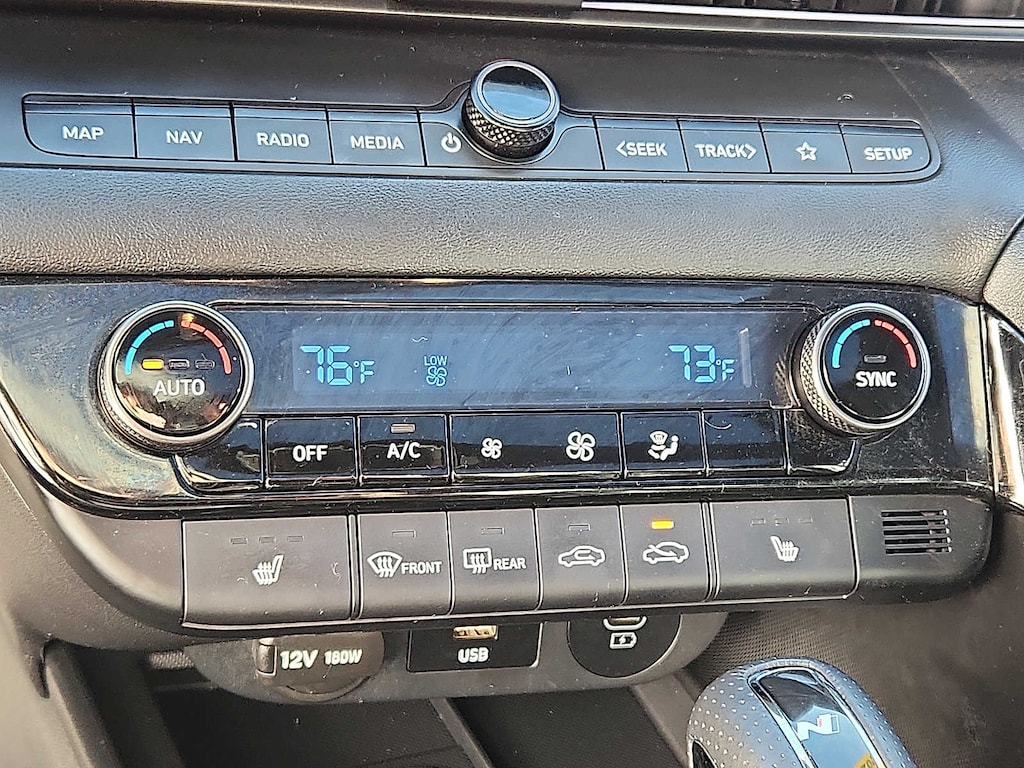 MAP NAV RADIO MEDIA <SEEK TRACK> SETUP
76°F LOW 73°F
AUTO SYNC
OFF A/C
FRONT REAR
12V 180W USB
N